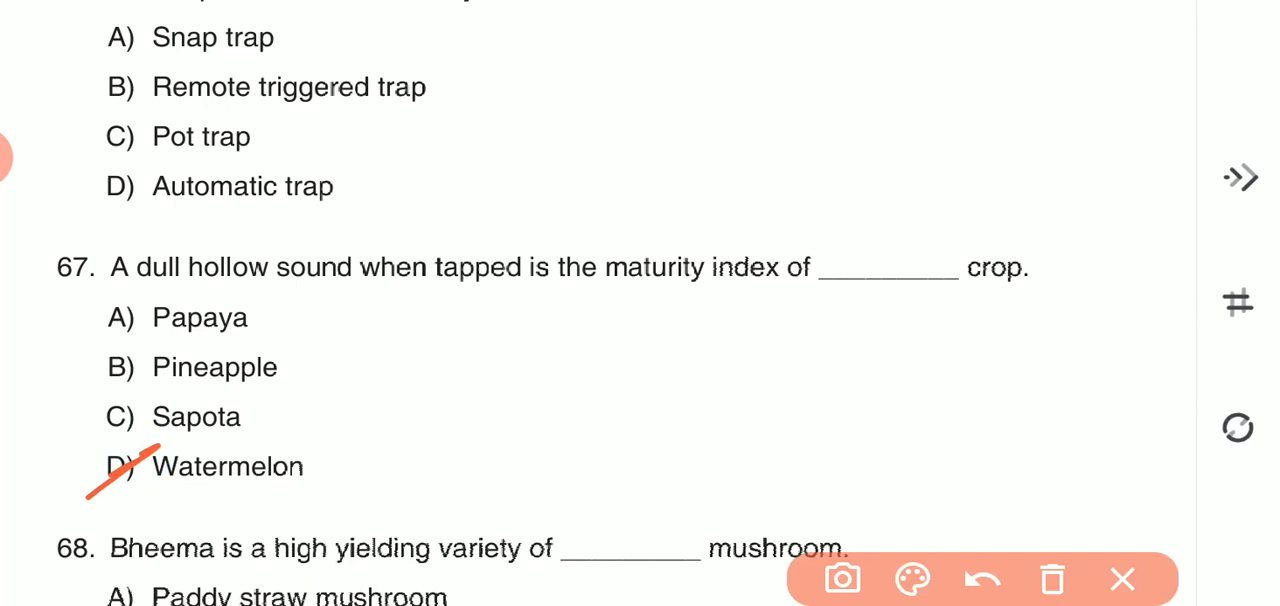 A) Snap trap
B) Remote triggered trap
C) Pot trap
D) Automatic trap
67. A dull hollow sound when tapped is the maturity index of _________ crop.
A) Papaya
B) Pineapple
C) Sapota
D) Watermelon
68. Bheema is a high yielding variety of _________ mushroom.
A) Paddy straw mushroom